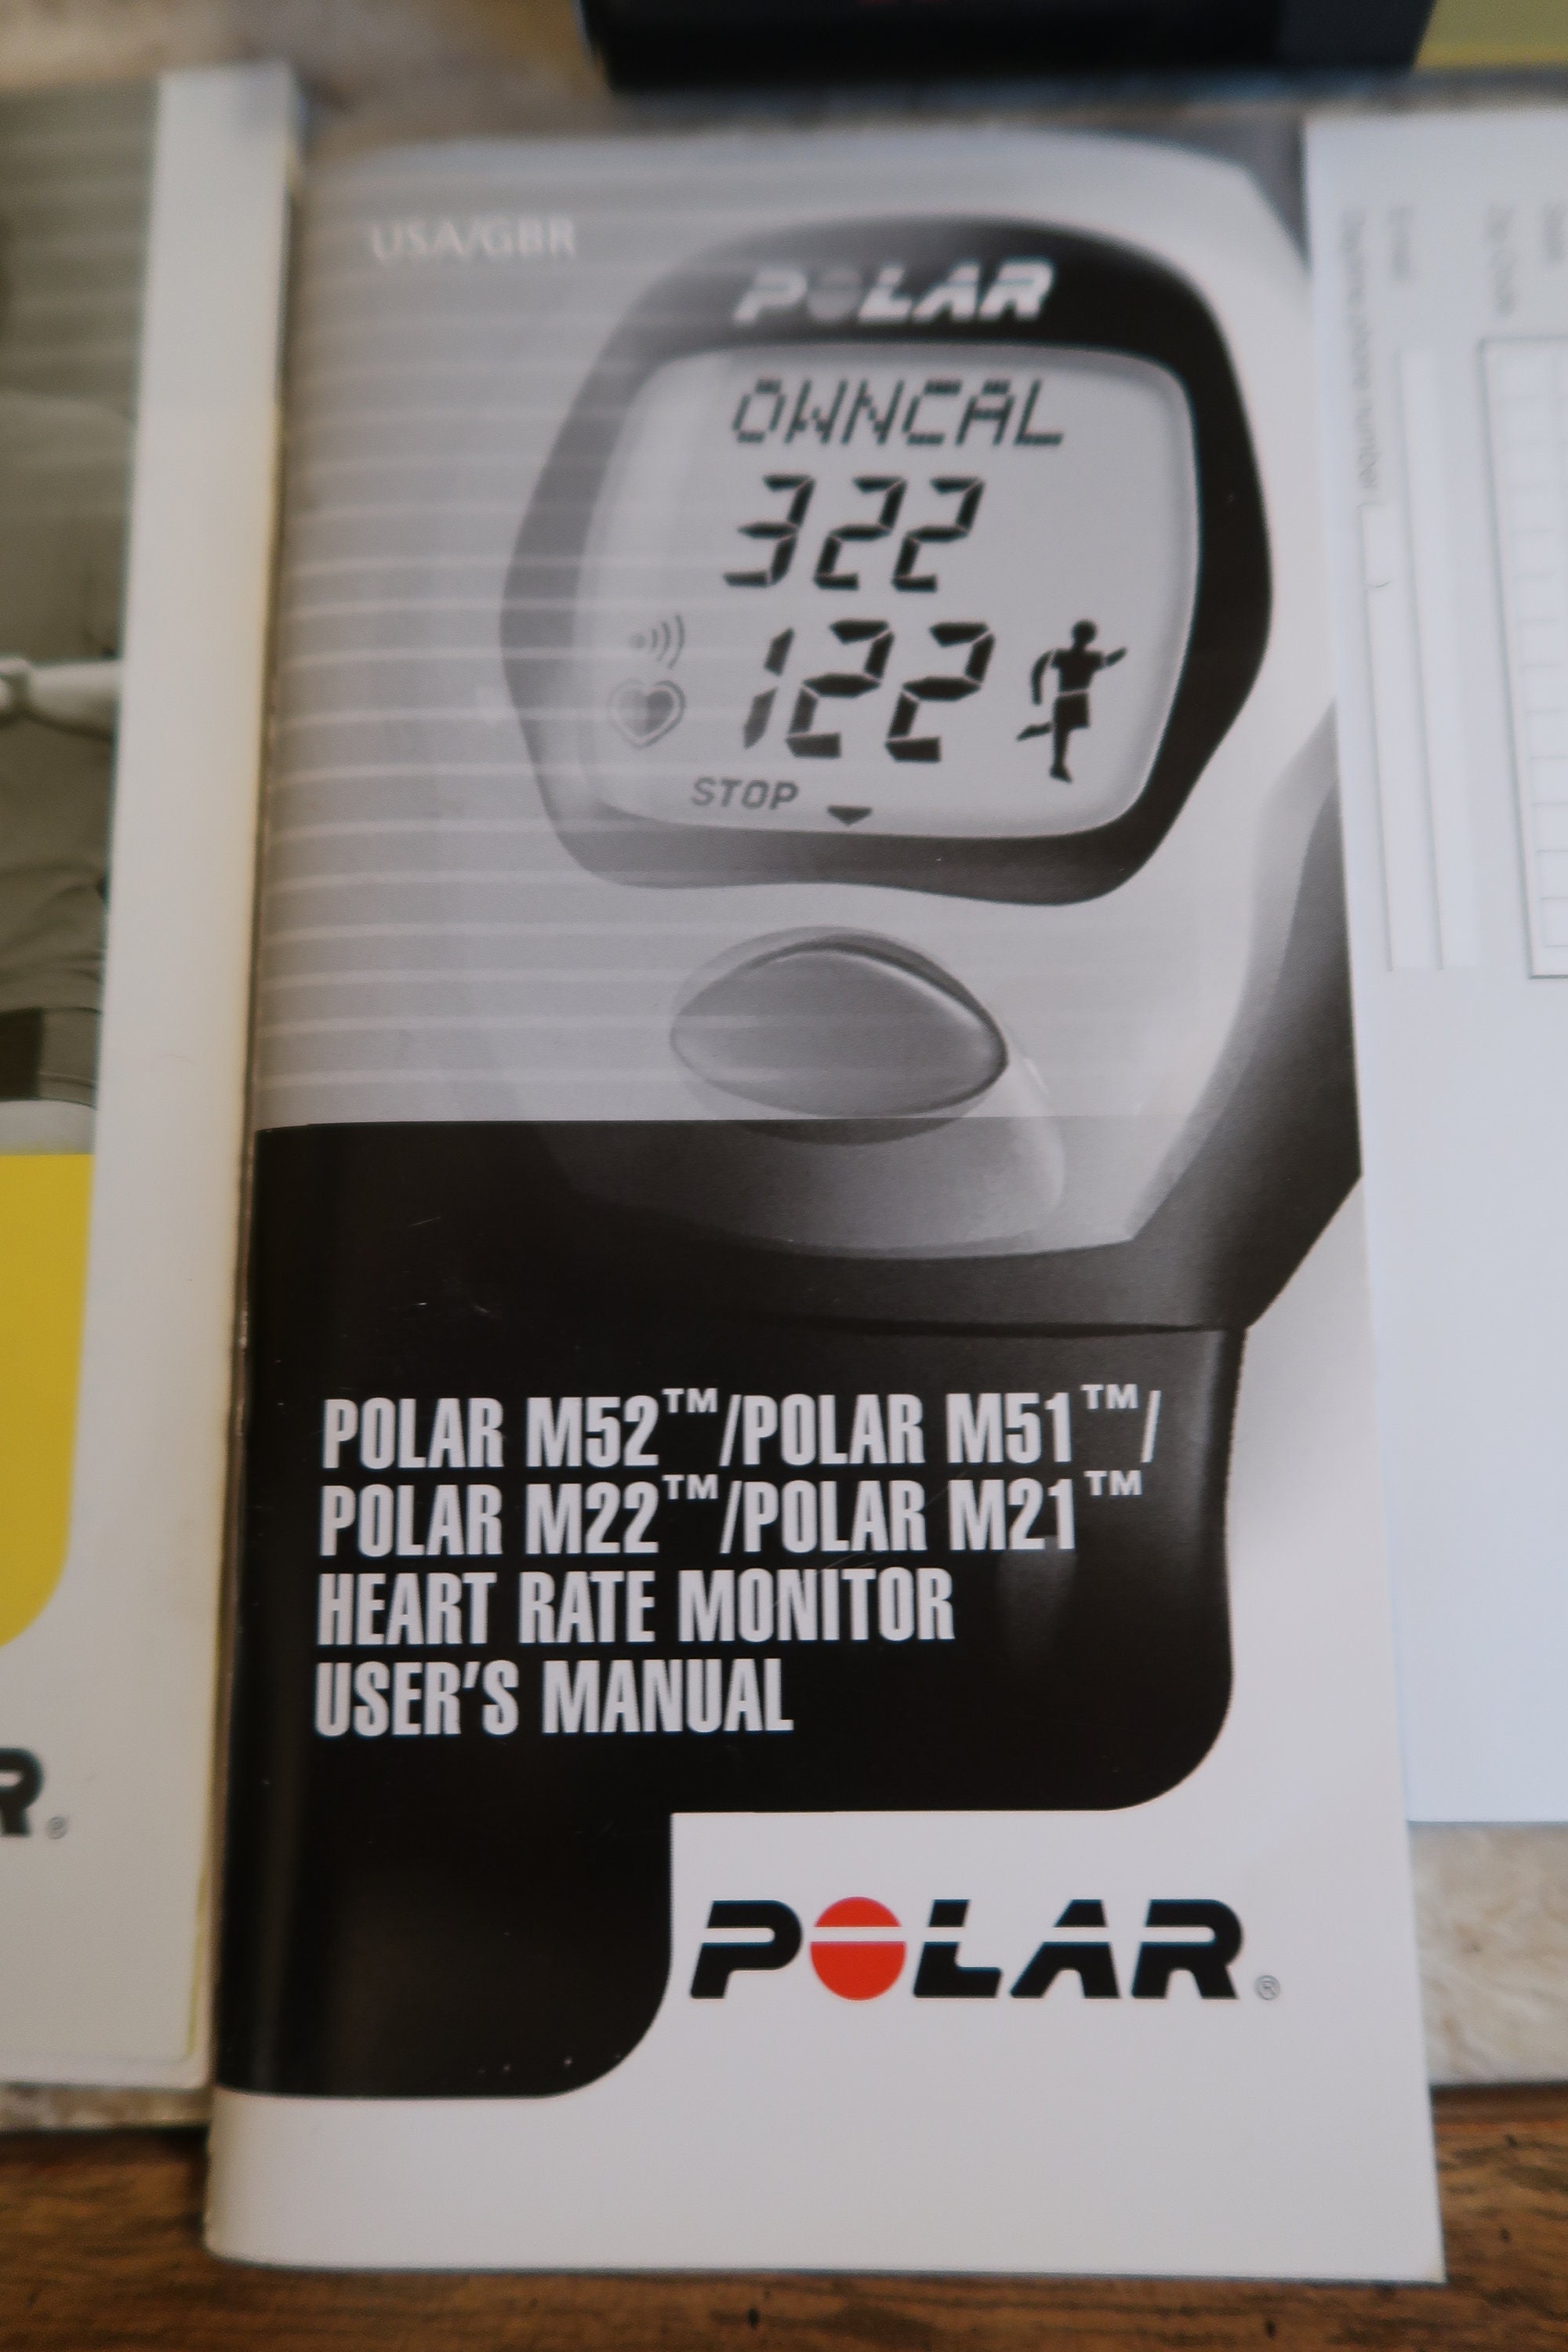 USA/GBR
POLAR
OWNCAL
322
122
STOP
POLAR M52™/POLAR M51™/
POLAR M22™/POLAR M21™
HEART RATE MONITOR
USER'S MANUAL
POLAR®
R®